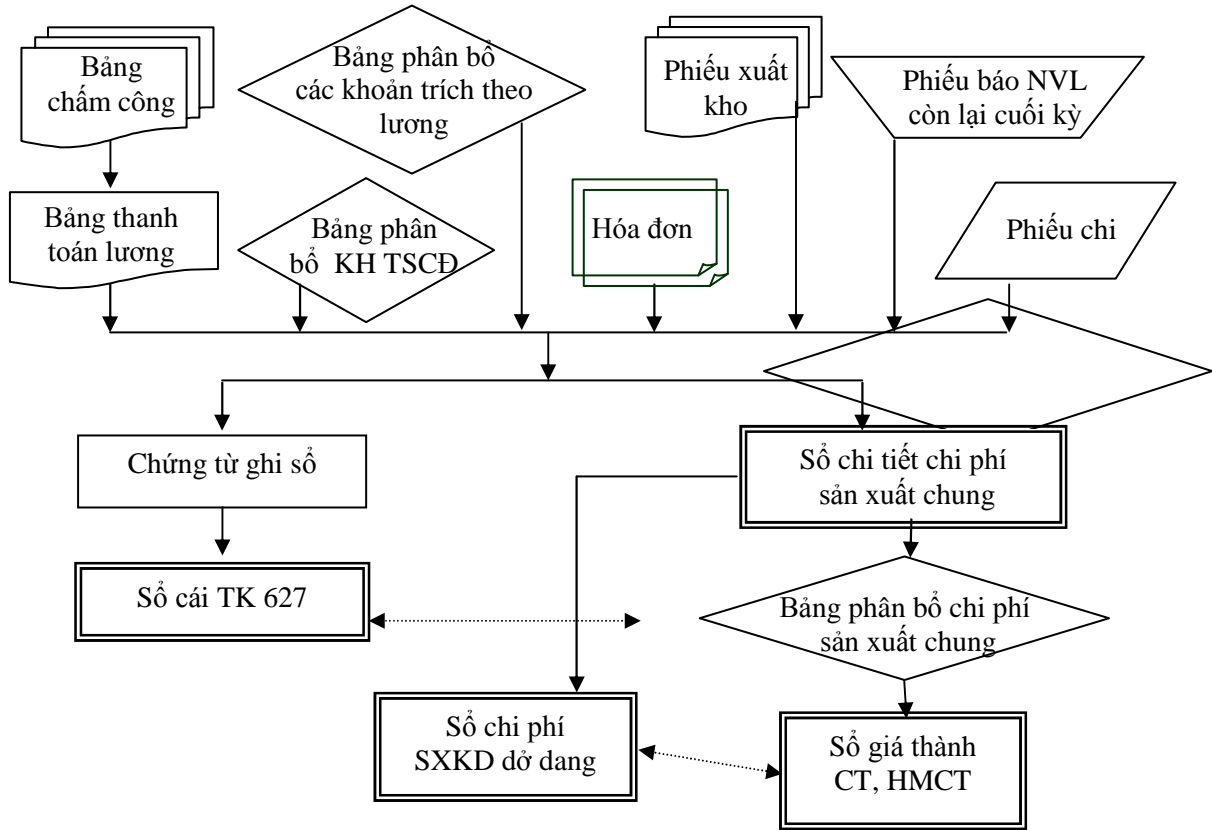 Bảng
chấm công
Bảng phân bổ
các khoản trích theo
lương
Phiếu xuất
kho
Phiếu báo NVL
còn lại cuối kỳ
Bảng thanh
toán lương
Bảng phân
bổ KH TSCĐ
Hóa đơn
Phiếu chi
Chứng từ ghi sổ
Sổ chi tiết chi phí
sản xuất chung
Sổ cái TK 627
Bảng phân bổ chi phí
sản xuất chung
Sổ chi phí
SXKD dở dang
Sổ giá thành
CT, HMCT